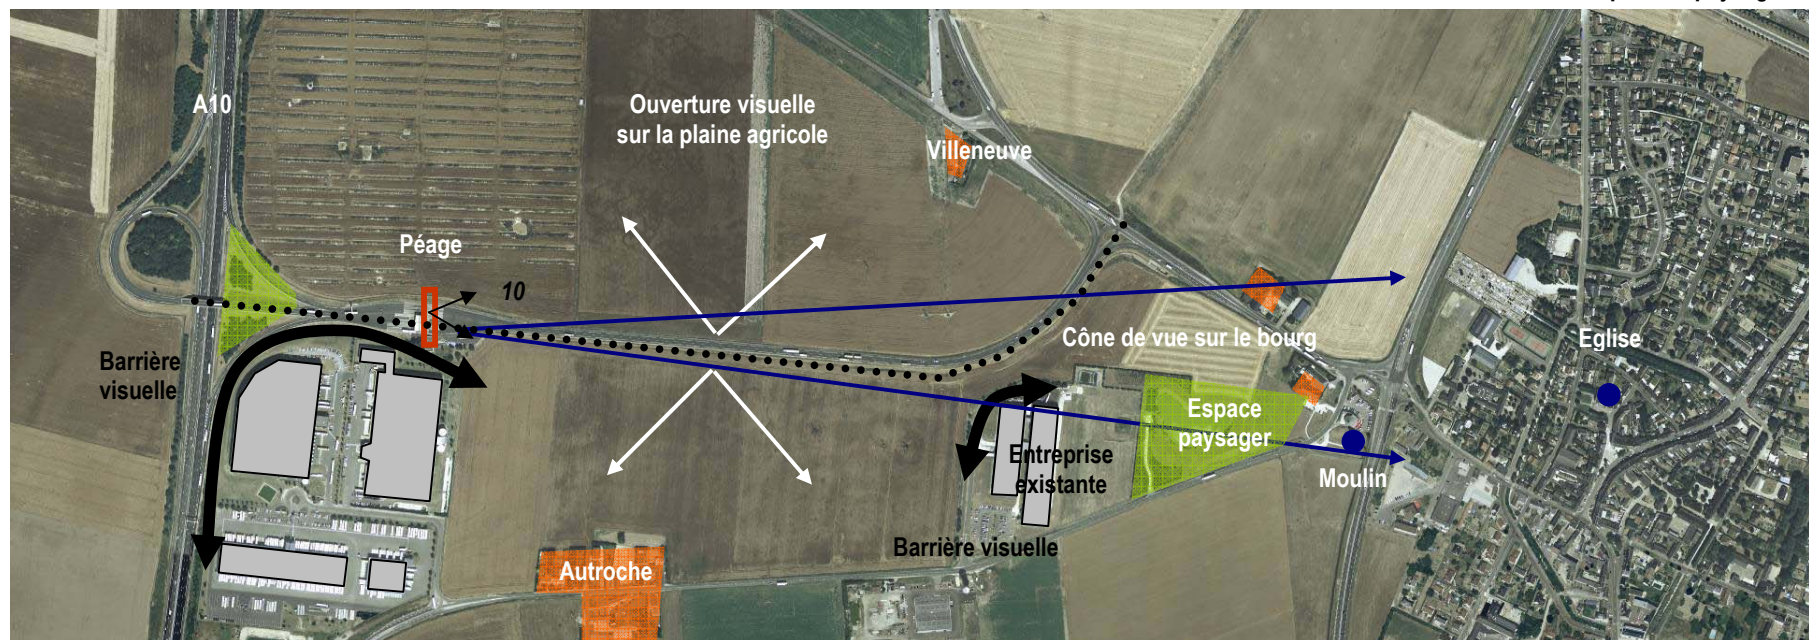 A10
Ouverture visuelle
sur la plaine agricole
Villeneuve
Péage
10
Barrière
visuelle
Cône de vue sur le bourg
Eglise
Espace
paysager
Entreprise
existante
Moulin
Barrière visuelle
Autroche